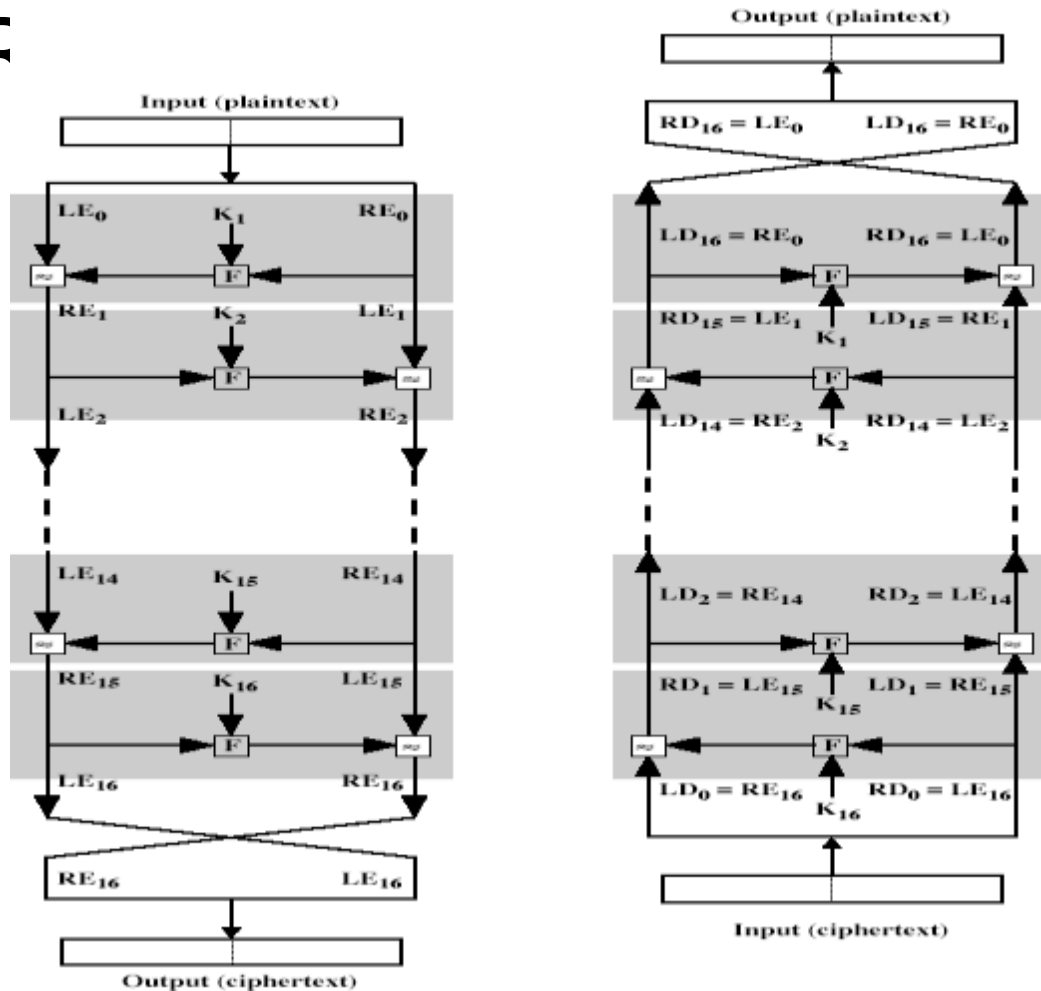 Input (plaintext)
LE0 K1 RE0
F
RE1 K2 LE1
F
LE2 RE2
LE14 K15 RE14
F
RE15 K16 LE15
F
LE16 RE16
RE16 LE16
Output (ciphertext)
Output (plaintext)
RD16 = LE0 LD16 = RE0
LD16 = RE0 RD16 = LE0
F
RD15 = LE1 K1 LD15 = RE1
F
LD14 = RE2 K2 RD14 = LE2
LD2 = RE14 RD2 = LE14
F
RD1 = LE15 K15 LD1 = RE15
F
LD0 = RE16 K16 RD0 = LE16
Input (ciphertext)